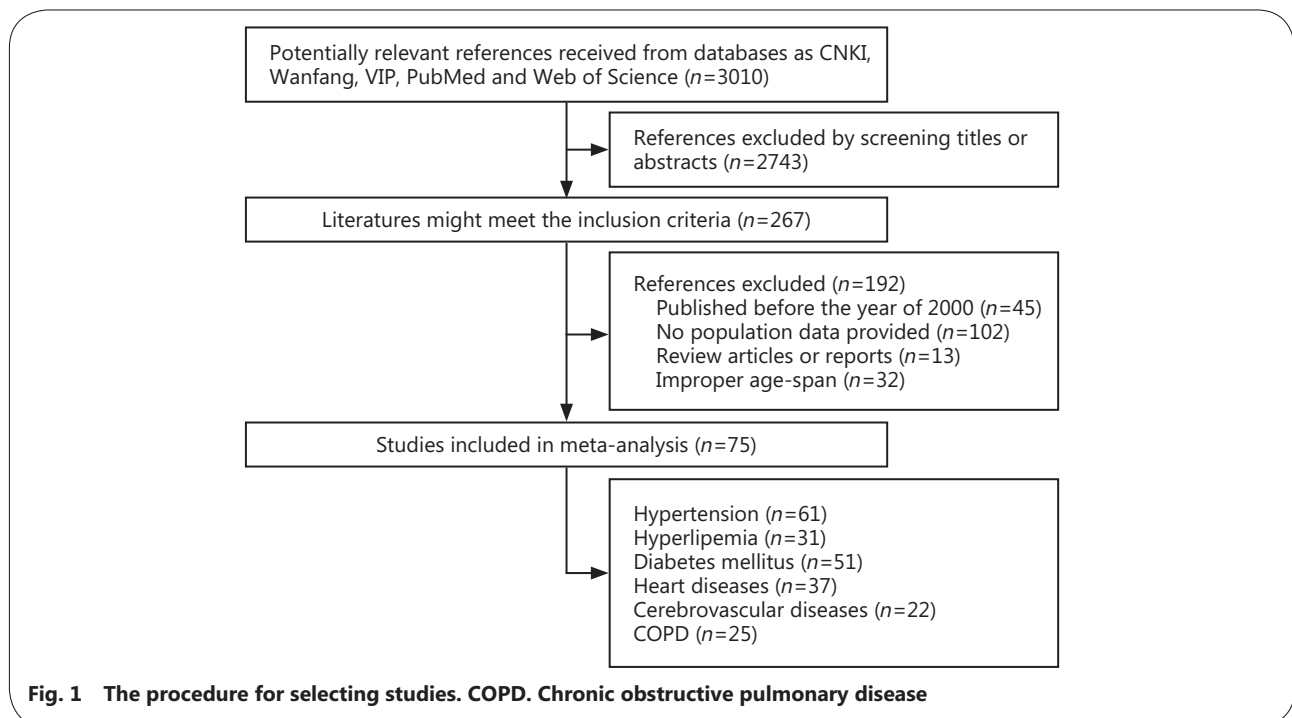 Potentially relevant references received from databases as CNKI,
Wanfang, VIP, PubMed and Web of Science (n=3010)
References excluded by screening titles or
abstracts (n=2743)
Literatures might meet the inclusion criteria (n=267)
References excluded (n=192)
Published before the year of 2000 (n=45)
No population data provided (n=102)
Review articles or reports (n=13)
Improper age-span (n=32)
Studies included in meta-analysis (n=75)
Hypertension (n=61)
Hyperlipemia (n=31)
Diabetes mellitus (n=51)
Heart diseases (n=37)
Cerebrovascular diseases (n=22)
COPD (n=25)
Fig. 1 The procedure for selecting studies. COPD. Chronic obstructive pulmonary disease